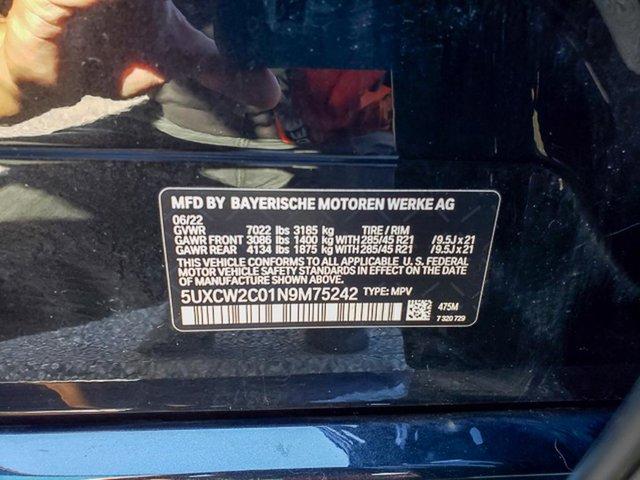 MFD BY BAYERISCHE MOTOREN WERKE AG
06/22
GVWR 7022 lbs 3185 kg TIRE / RIM
GAWR FRONT 3086 lbs 1400 kg WITH 285/45 R21 /9.5J x 21
GAWR REAR 4134 lbs 1875 kg WITH 285/45 R21 /9.5J x 21
THIS VEHICLE CONFORMS TO ALL APPLICABLE U. S. FEDERAL
MOTOR VEHICLE SAFETY STANDARDS IN EFFECT ON THE DATE
OF MANUFACTURE SHOWN ABOVE.
5UXCW2C01N9M75242 TYPE: MPV
475M
7 320 729